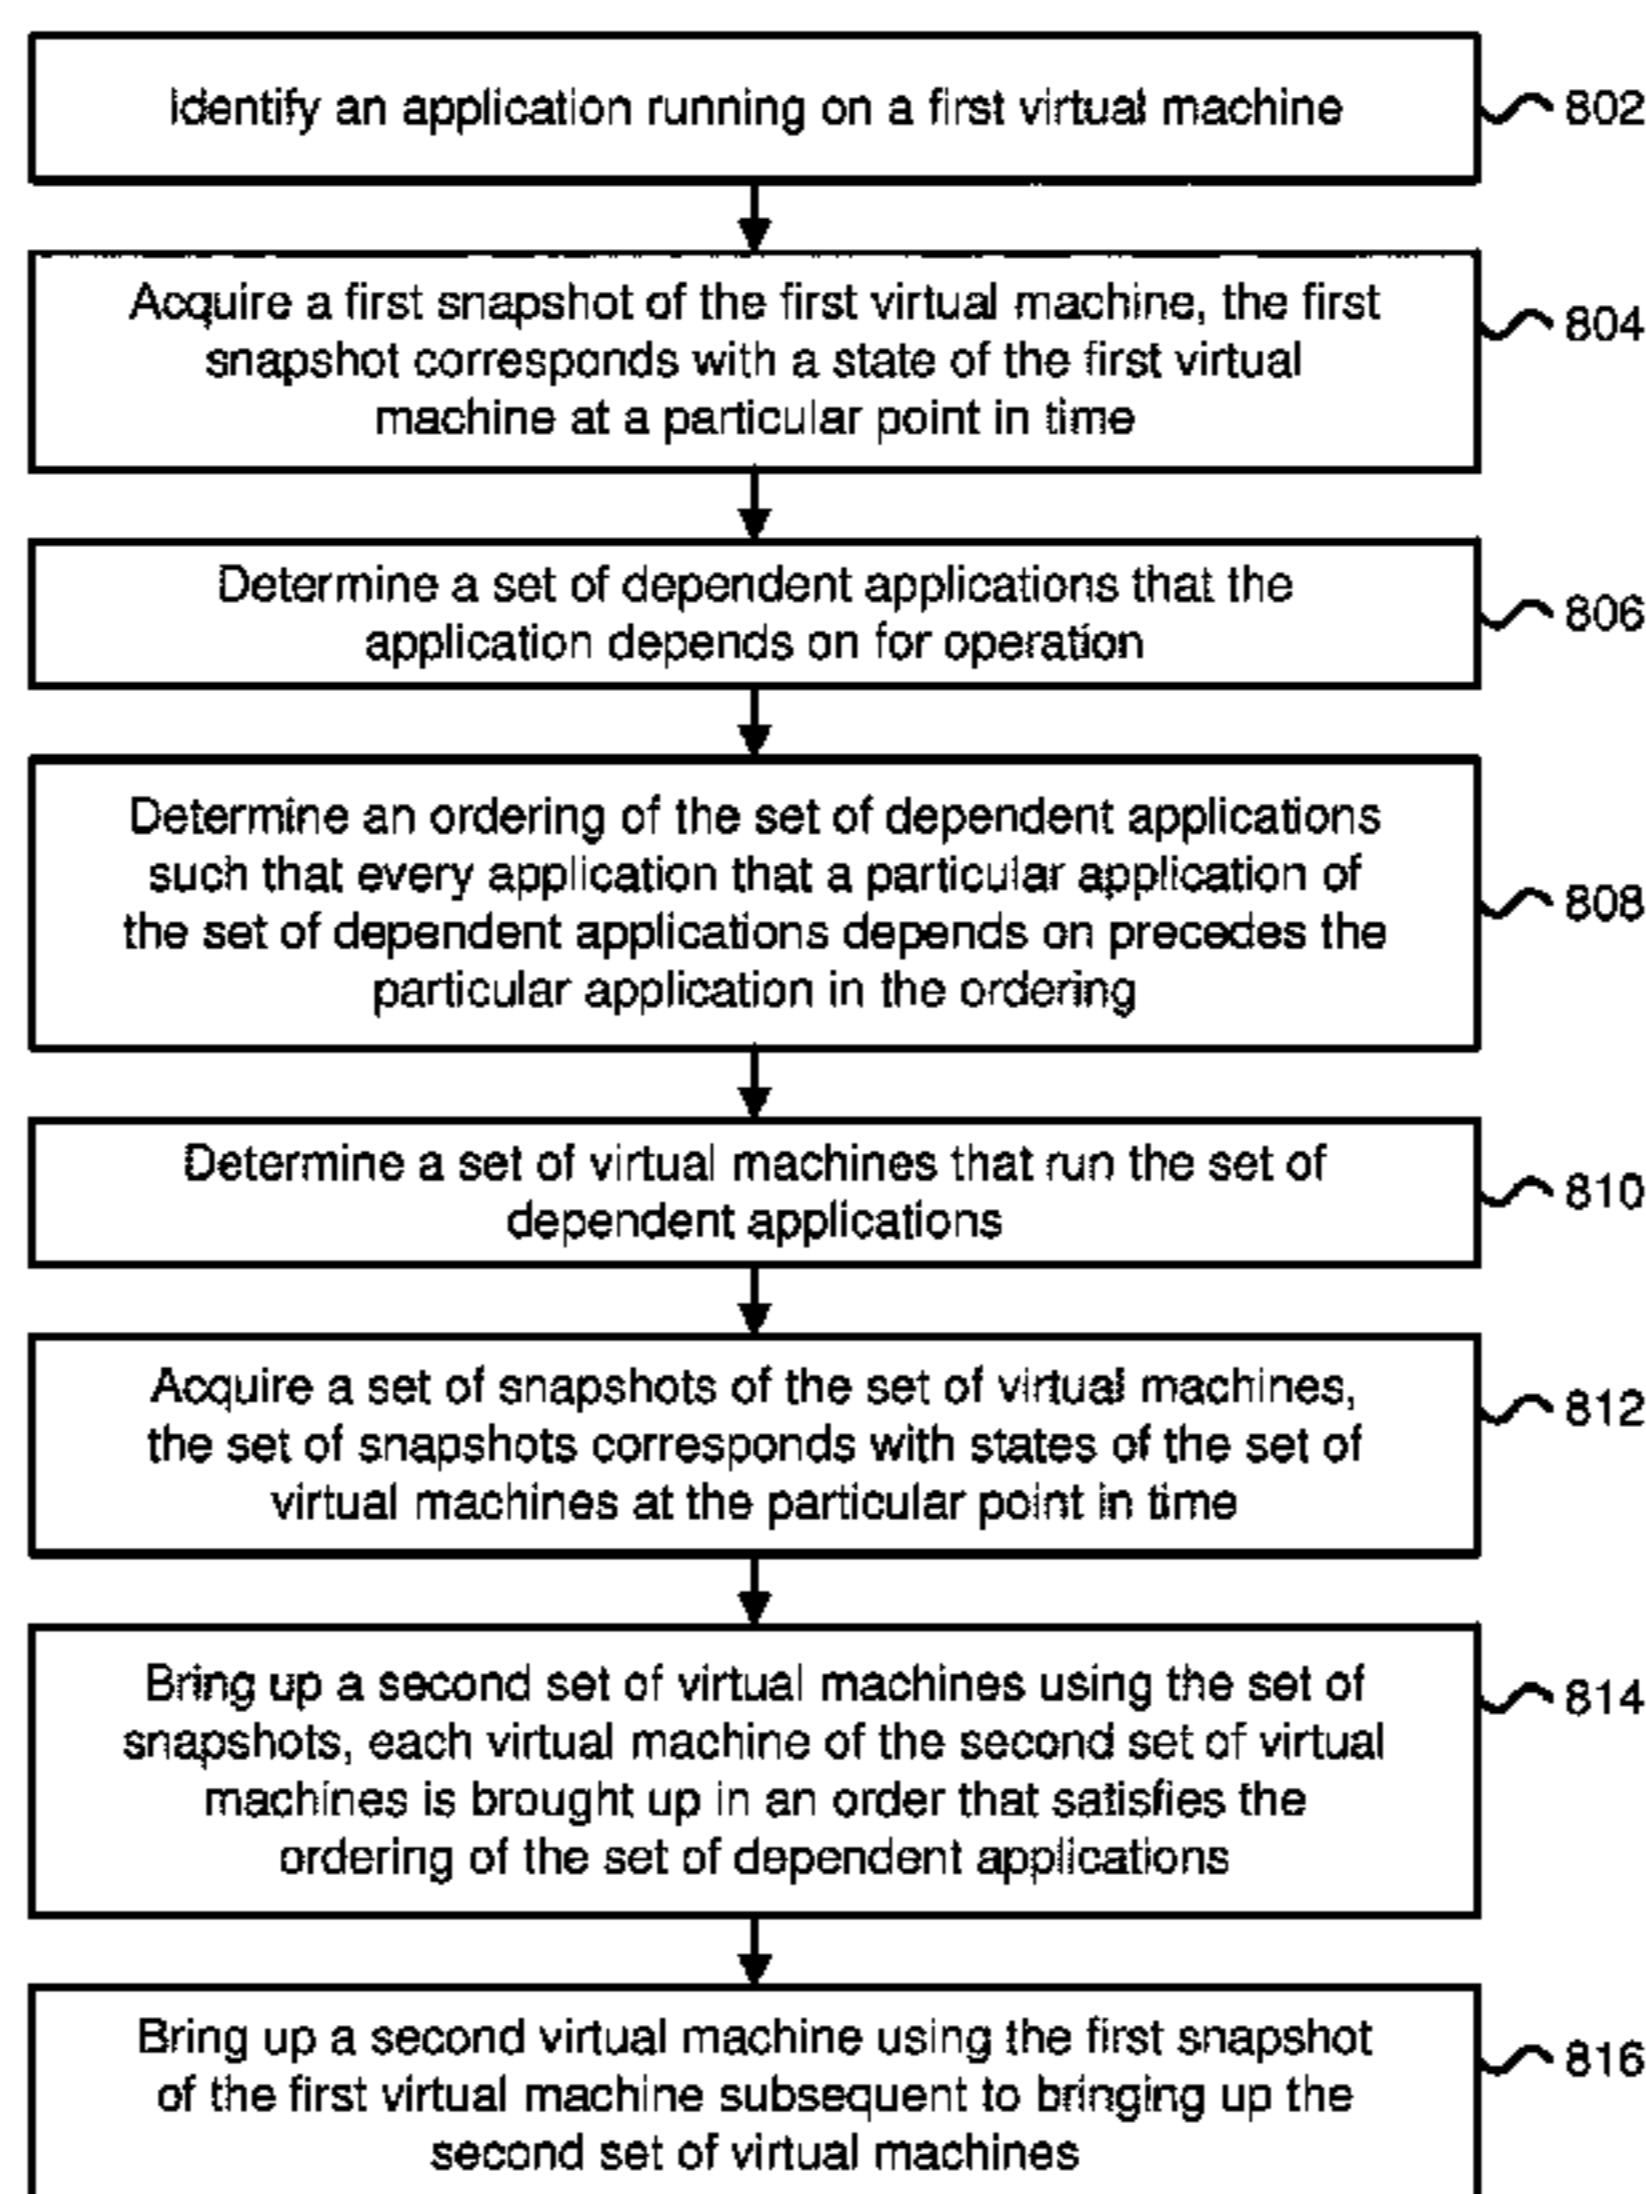 Identify an application running on a first virtual machine
802
Acquire a first snapshot of the first virtual machine, the first
snapshot corresponds with a state of the first virtual
machine at a particular point in time
804
Determine a set of dependent applications that the
application depends on for operation
806
Determine an ordering of the set of dependent applications
such that every application that a particular application of
the set of dependent applications depends on precedes the
particular application in the ordering
808
Determine a set of virtual machines that run the set of
dependent applications
810
Acquire a set of snapshots of the set of virtual machines,
the set of snapshots corresponds with states of the set of
virtual machines at the particular point in time
812
Bring up a second set of virtual machines using the set of
snapshots, each virtual machine of the second set of virtual
machines is brought up in an order that satisfies the
ordering of the set of dependent applications
814
Bring up a second virtual machine using the first snapshot
of the first virtual machine subsequent to bringing up the
second set of virtual machines
816